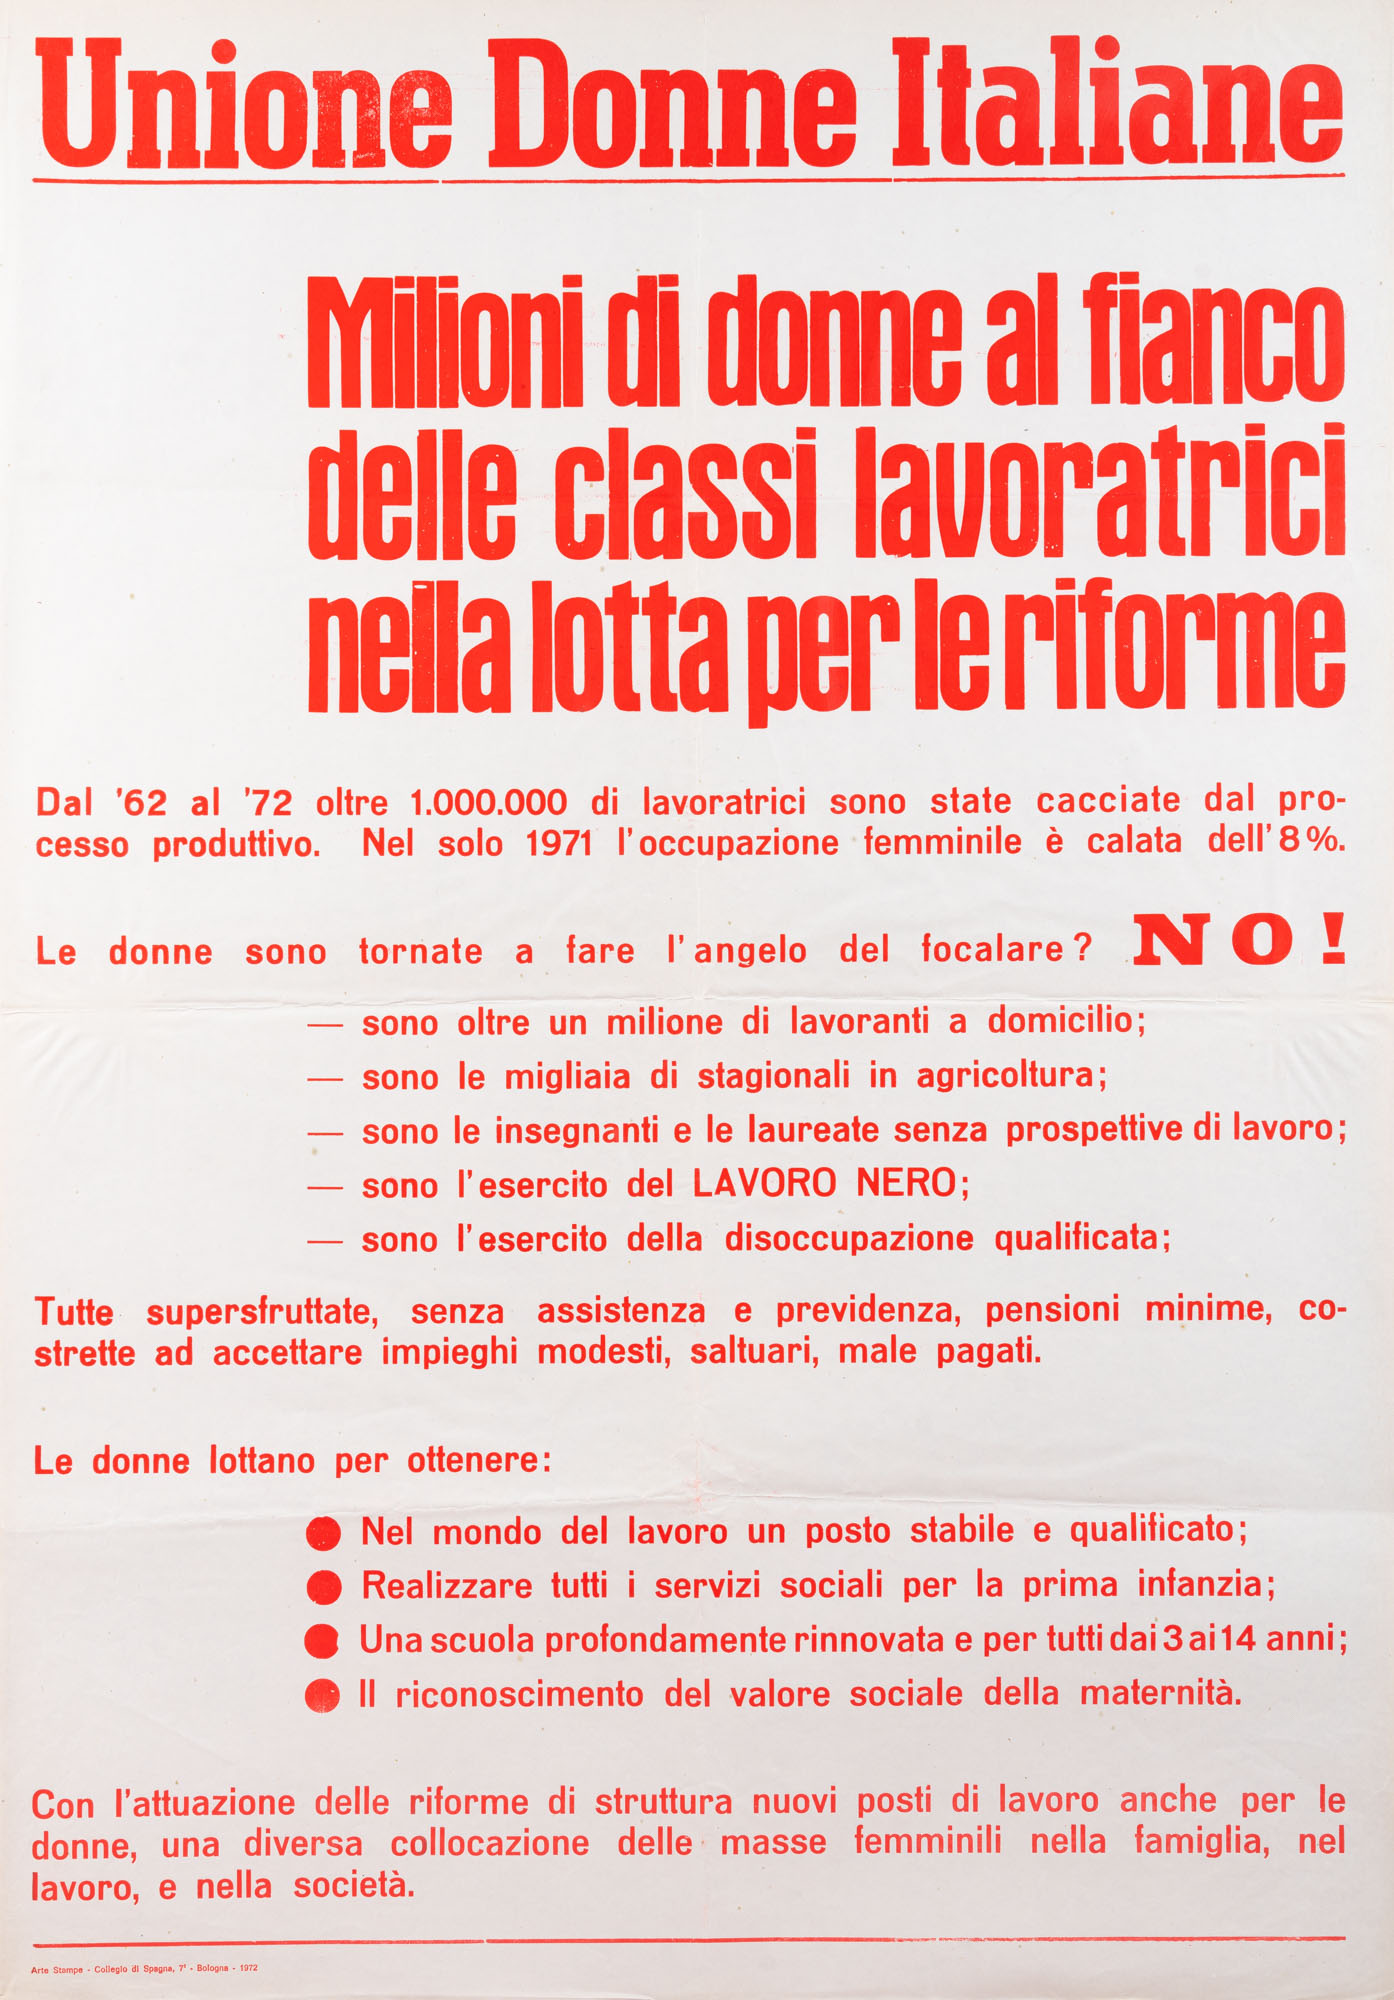 Unione Donne Italiane
Milioni di donne al fianco
delle classi lavoratrici
nella lotta per le riforme
Dal '62 al '72 oltre 1.000.000 di lavoratrici sono state cacciate dal pro-
cesso produttivo. Nel solo 1971 l'occupazione femminile è calata dell'8%.
Le donne sono tornate a fare l'angelo del focalare? NO!
— sono oltre un milione di lavoranti a domicilio;
— sono le migliaia di stagionali in agricoltura;
— sono le insegnanti e le laureate senza prospettive di lavoro;
— sono l'esercito del LAVORO NERO;
— sono l'esercito della disoccupazione qualificata;
Tutte supersfruttate, senza assistenza e previdenza, pensioni minime, co-
strette ad accettare impieghi modesti, saltuari, male pagati.
Le donne lottano per ottenere:
● Nel mondo del lavoro un posto stabile e qualificato;
● Realizzare tutti i servizi sociali per la prima infanzia;
● Una scuola profondamente rinnovata e per tutti dai 3 ai 14 anni;
● Il riconoscimento del valore sociale della maternità.
Con l'attuazione delle riforme di struttura nuovi posti di lavoro anche per le
donne, una diversa collocazione delle masse femminili nella famiglia, nel
lavoro, e nella società.
Arte Stampe - Collegio di Spagna, 7² - Bologna - 1972